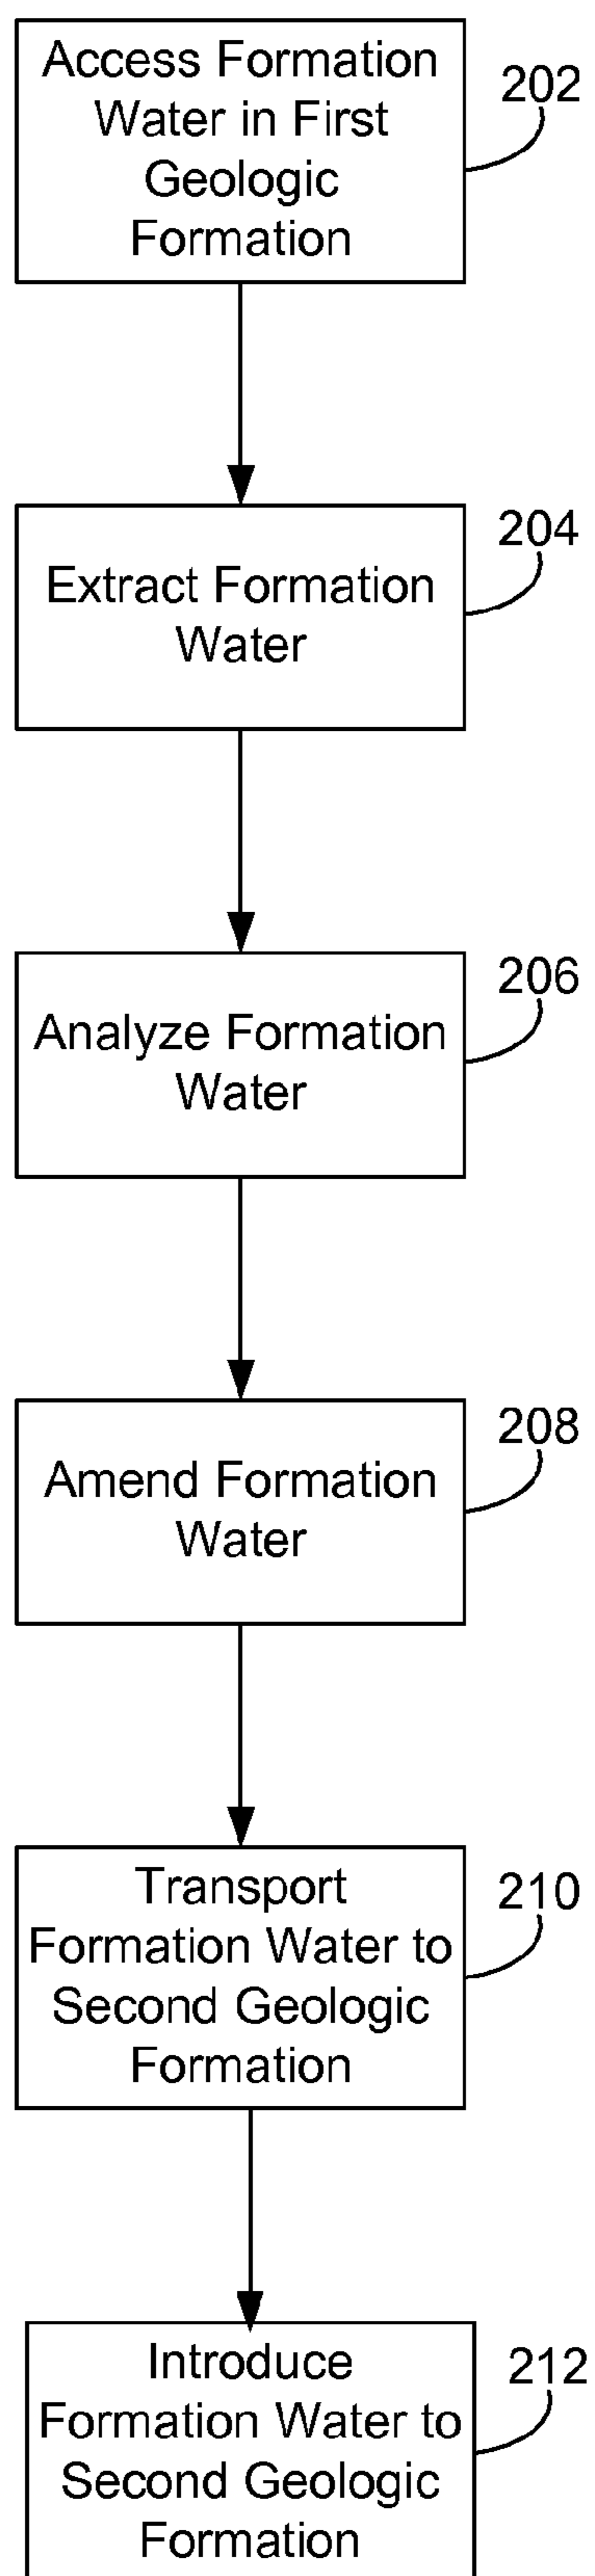 Access Formation
Water in First
Geologic
Formation
202
Extract Formation
Water
204
Analyze Formation
Water
206
Amend Formation
Water
208
Transport
Formation Water to
Second Geologic
Formation
210
Introduce
Formation Water to
Second Geologic
Formation
212